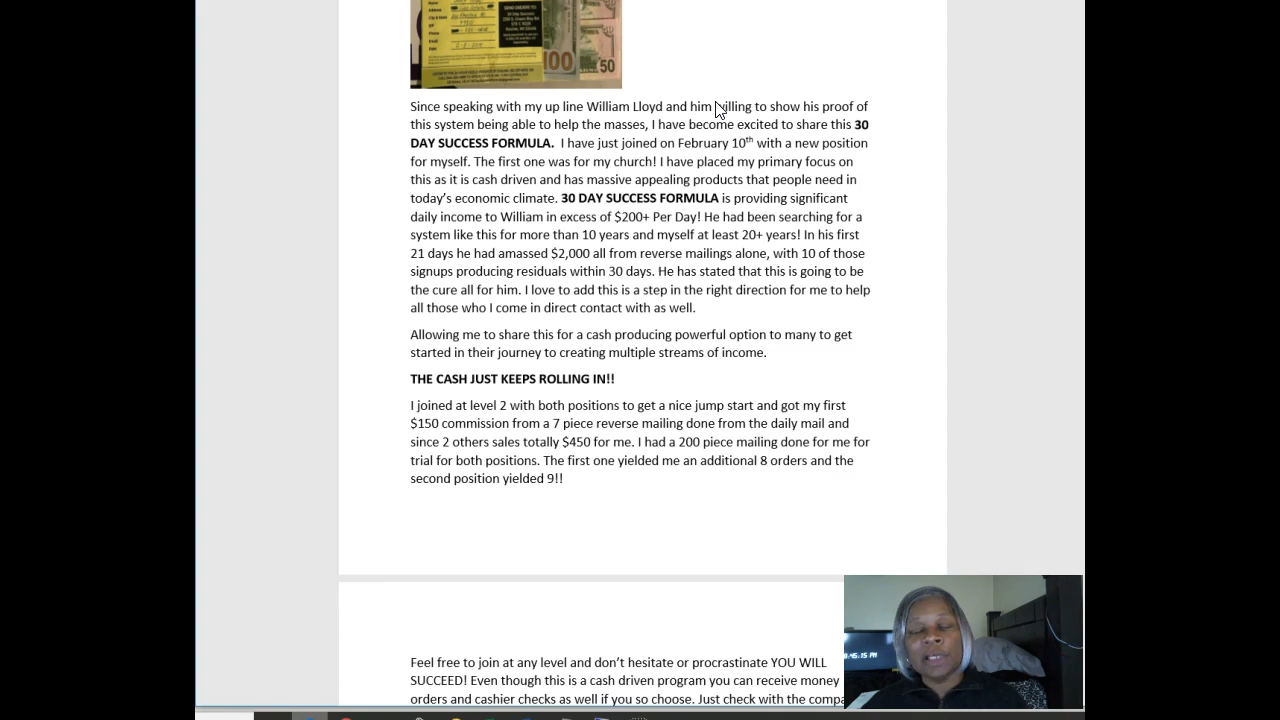 100
50
Since speaking with my up line William Lloyd and him willing to show his proof of
this system being able to help the masses, I have become excited to share this 30
DAY SUCCESS FORMULA. I have just joined on February 10th with a new position
for myself. The first one was for my church! I have placed my primary focus on
this as it is cash driven and has massive appealing products that people need in
today's economic climate. 30 DAY SUCCESS FORMULA is providing significant
daily income to William in excess of $200+ Per Day! He had been searching for a
system like this for more than 10 years and myself at least 20+ years! In his first
21 days he had amassed $2,000 all from reverse mailings alone, with 10 of those
signups producing residuals within 30 days. He has stated that this is going to be
the cure all for him. I love to add this is a step in the right direction for me to help
all those who I come in direct contact with as well.
Allowing me to share this for a cash producing powerful option to many to get
started in their journey to creating multiple streams of income.
THE CASH JUST KEEPS ROLLING IN!!
I joined at level 2 with both positions to get a nice jump start and got my first
$150 commission from a 7 piece reverse mailing done from the daily mail and
since 2 others sales totally $450 for me. I had a 200 piece mailing done for me for
trial for both positions. The first one yielded me an additional 8 orders and the
second position yielded 9!!
Feel free to join at any level and don't hesitate or procrastinate YOU WILL
SUCCEED! Even though this is a cash driven program you can receive money
orders and cashier checks as well if you so choose. Just check with the compa